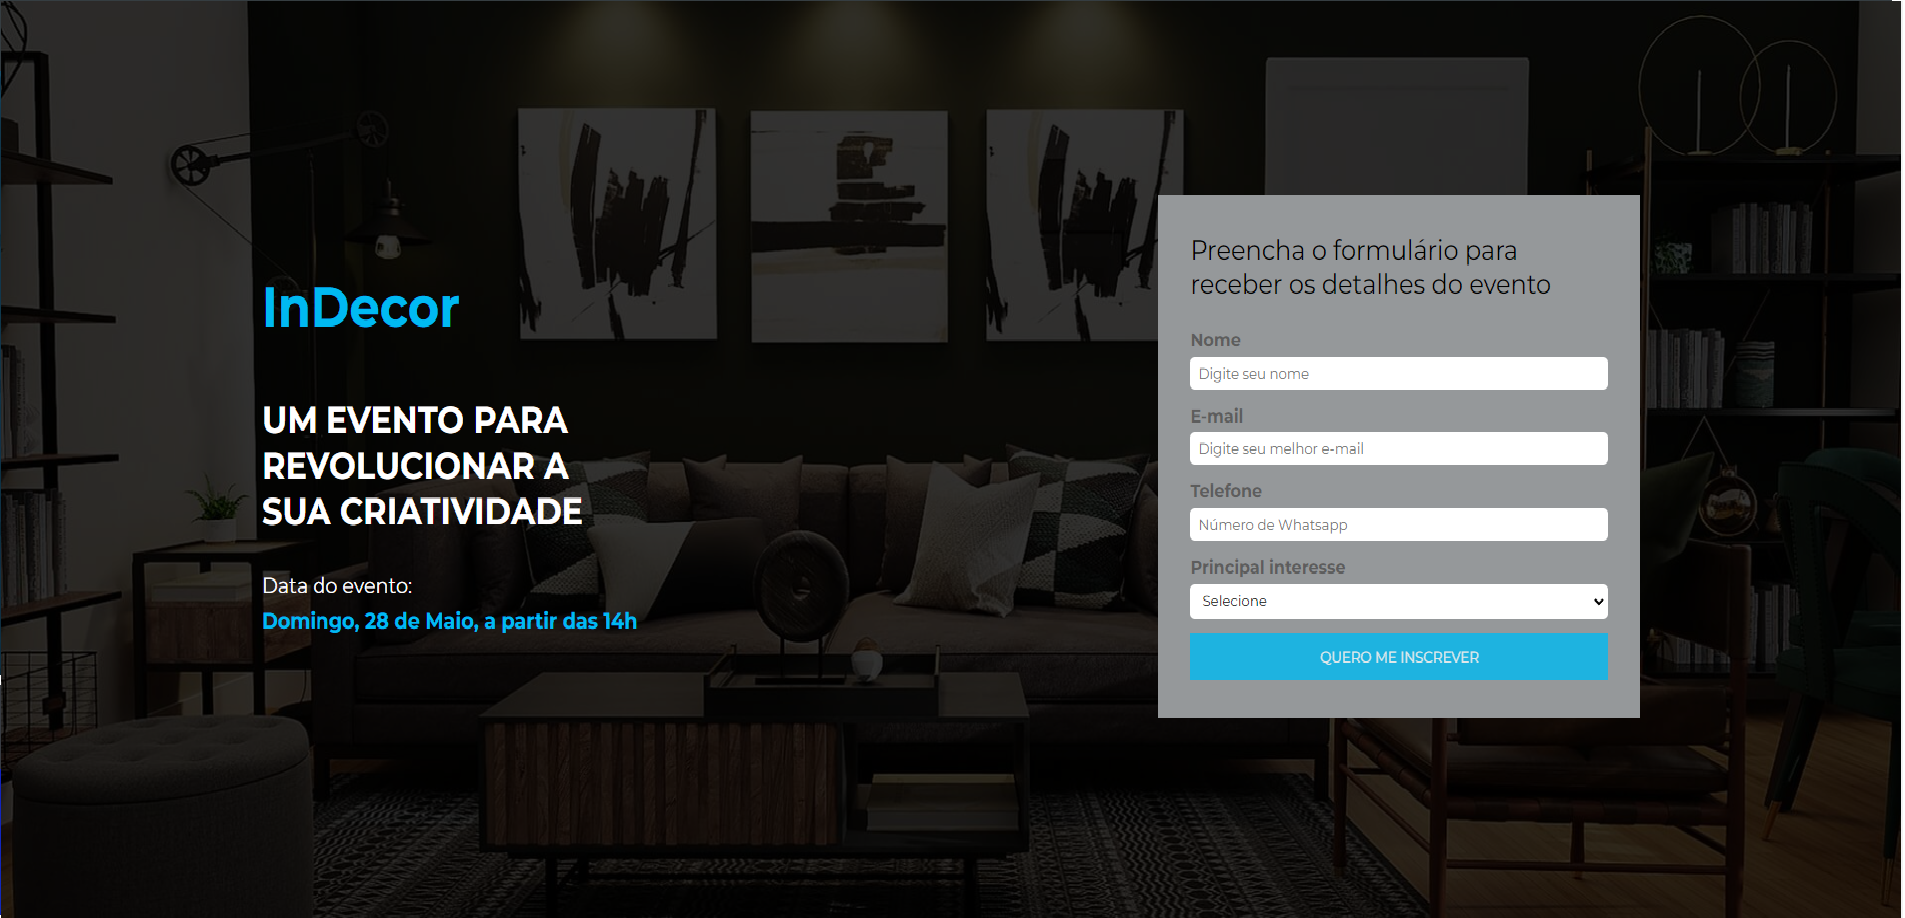 InDecor
UM EVENTO PARA
REVOLUCIONAR A
SUA CRIATIVIDADE
Data do evento:
Domingo, 28 de Maio, a partir das 14h
Preencha o formulário para
receber os detalhes do evento
Nome
Digite seu nome
E-mail
Digite seu melhor e-mail
Telefone
Número de Whatsapp
Principal interesse
Selecione
QUERO ME INSCREVER